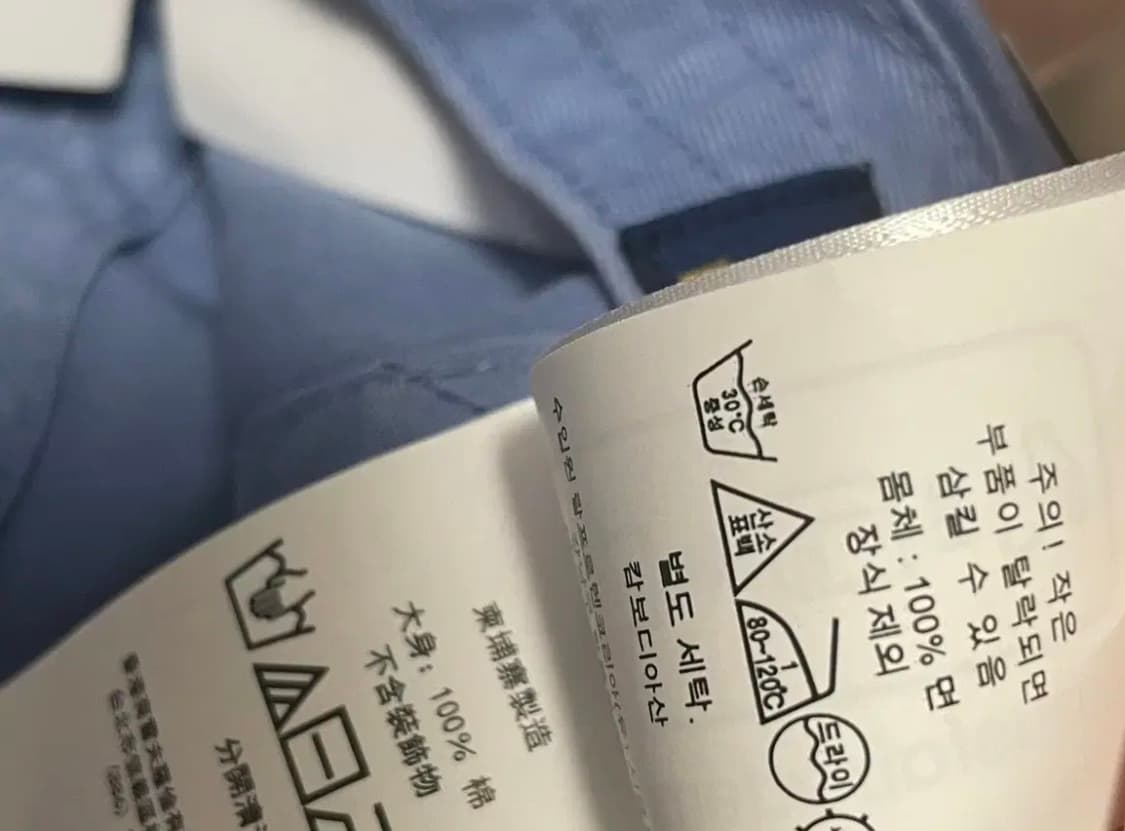 주의! 작은
부품이 탈락되면
삼킬 수 있음
몸체 : 100% 면
장식 제외
손세탁
30°C
중성
산소
표백
1
80~120°C
드라이
별도 세탁.
캄보디아산
柬埔寨製造
大身: 100% 棉
不含裝飾物
分開清